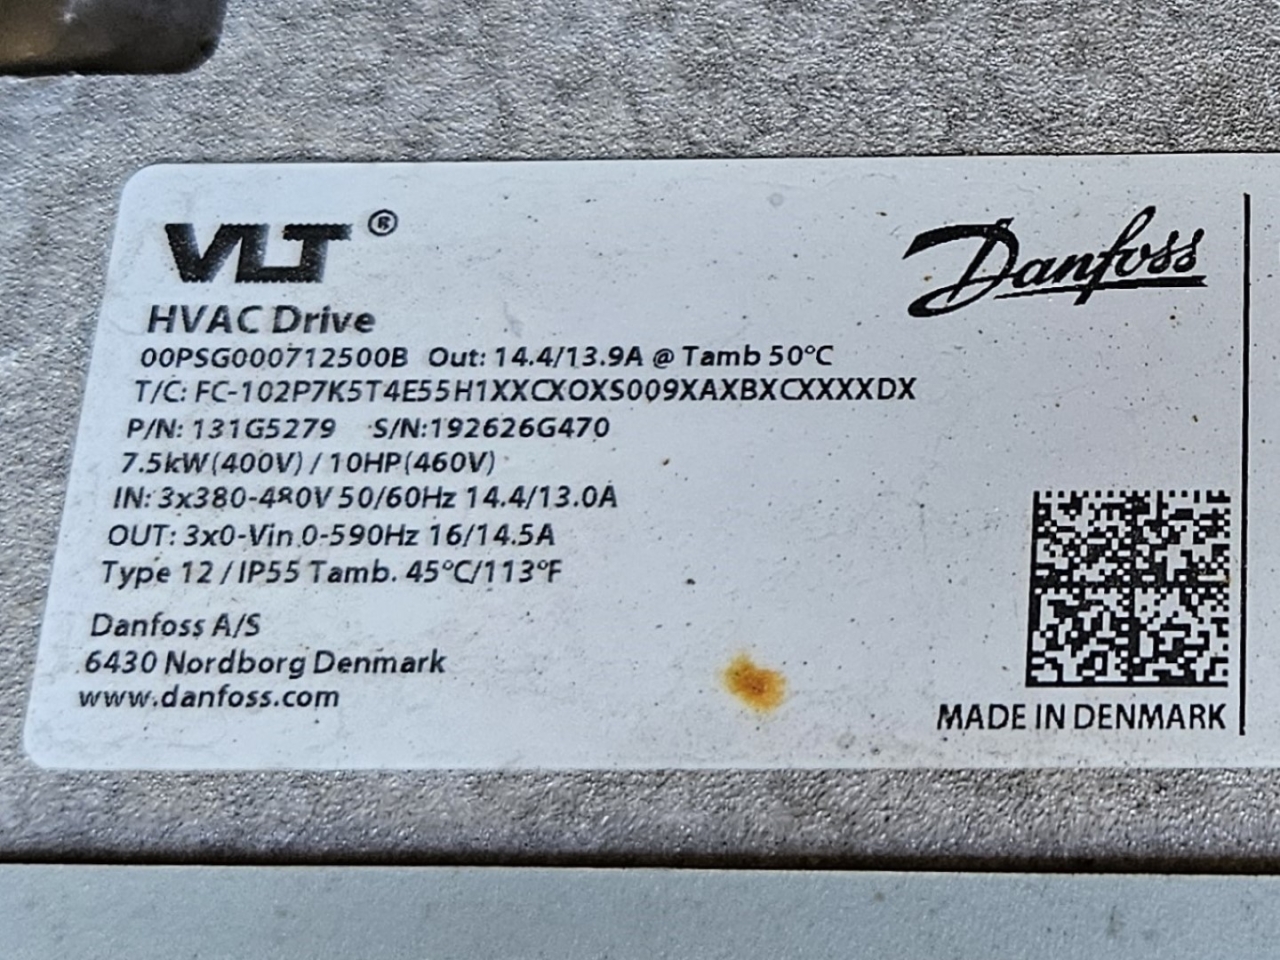 VLT®
Danfoss
HVAC Drive
00PSG000712500B Out: 14.4/13.9A @ Tamb 50°C
T/C: FC-102P7K5T4E55H1XXCXOXS009XAXBXCXXXXDX
P/N: 131G5279 S/N:192626G470
7.5kW(400V) / 10HP(460V)
IN: 3x380-480V 50/60Hz 14.4/13.0A
OUT: 3x0-Vin 0-590Hz 16/14.5A
Type 12 / IP55 Tamb. 45°C/113°F
Danfoss A/S
6430 Nordborg Denmark
www.danfoss.com
MADE IN DENMARK